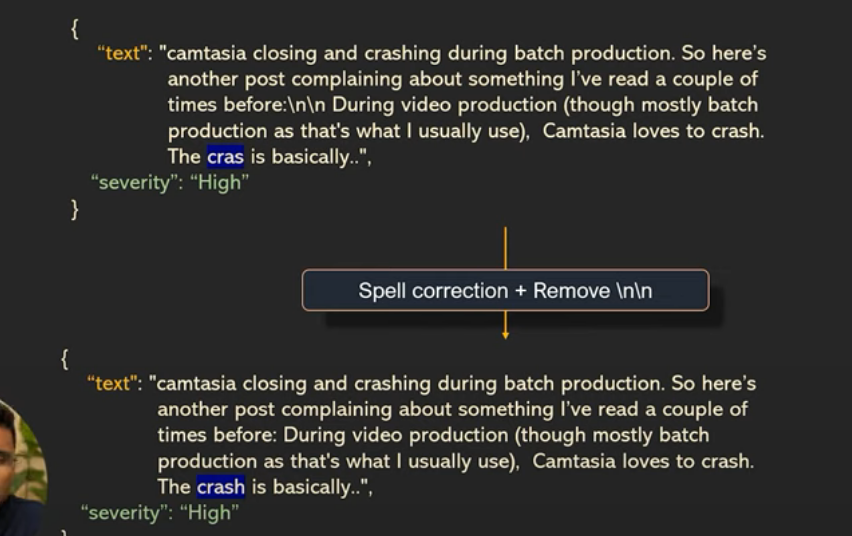 {
“text": "camtasia closing and crashing during batch production. So here’s
another post complaining about something I’ve read a couple of
times before:\n\n During video production (though mostly batch
production as that's what I usually use),  Camtasia loves to crash.
The cras is basically..",
“severity”: “High”
}
Spell correction + Remove \n\n
{
“text": "camtasia closing and crashing during batch production. So here’s
another post complaining about something I’ve read a couple of
times before: During video production (though mostly batch
production as that's what I usually use),  Camtasia loves to crash.
The crash is basically..",
“severity”: “High”
}